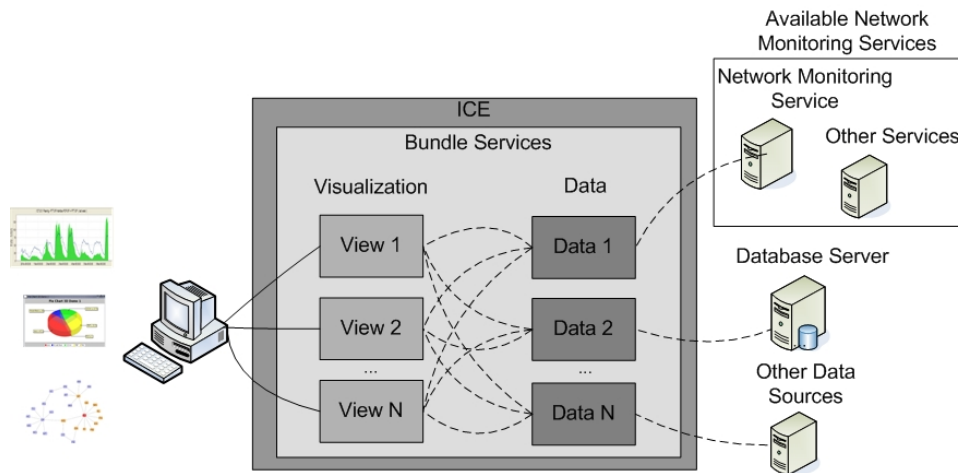 Available Network
Monitoring Services
Network Monitoring
Service
Other Services
ICE
Bundle Services
Visualization
Data
View 1
Data 1
Database Server
View 2
Data 2
...
...
Other Data
Sources
View N
Data N